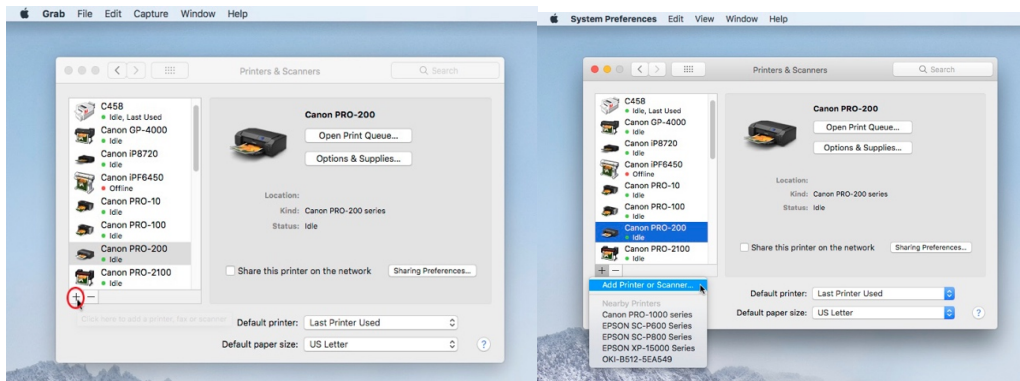 Grab File Edit Capture Window Help
Printers & Scanners
Search
C458
Idle, Last Used
Canon GP-4000
Idle
Canon iP8720
Idle
Canon iPF6450
Offline
Canon PRO-10
Idle
Canon PRO-100
Idle
Canon PRO-200
Idle
Canon PRO-2100
Idle
+ −
Click here to add a printer, fax or scanner
Canon PRO-200
Open Print Queue...
Options & Supplies...
Location:
Kind: Canon PRO-200 series
Status: Idle
Share this printer on the network Sharing Preferences...
Default printer: Last Printer Used
Default paper size: US Letter
?
System Preferences Edit View Window Help
Printers & Scanners
Search
C458
Idle, Last Used
Canon GP-4000
Idle
Canon iP8720
Idle
Canon iPF6450
Offline
Canon PRO-10
Idle
Canon PRO-100
Idle
Canon PRO-200
Idle
Canon PRO-2100
Idle
+ −
Add Printer or Scanner...
Nearby Printers
Canon PRO-1000 series
EPSON SC-P600 Series
EPSON SC-P800 Series
EPSON XP-15000 Series
OKI-B512-5EA549
Canon PRO-200
Open Print Queue...
Options & Supplies...
Location:
Kind: Canon PRO-200 series
Status: Idle
Share this printer on the network Sharing Preferences...
Default printer: Last Printer Used
Default paper size: US Letter
?